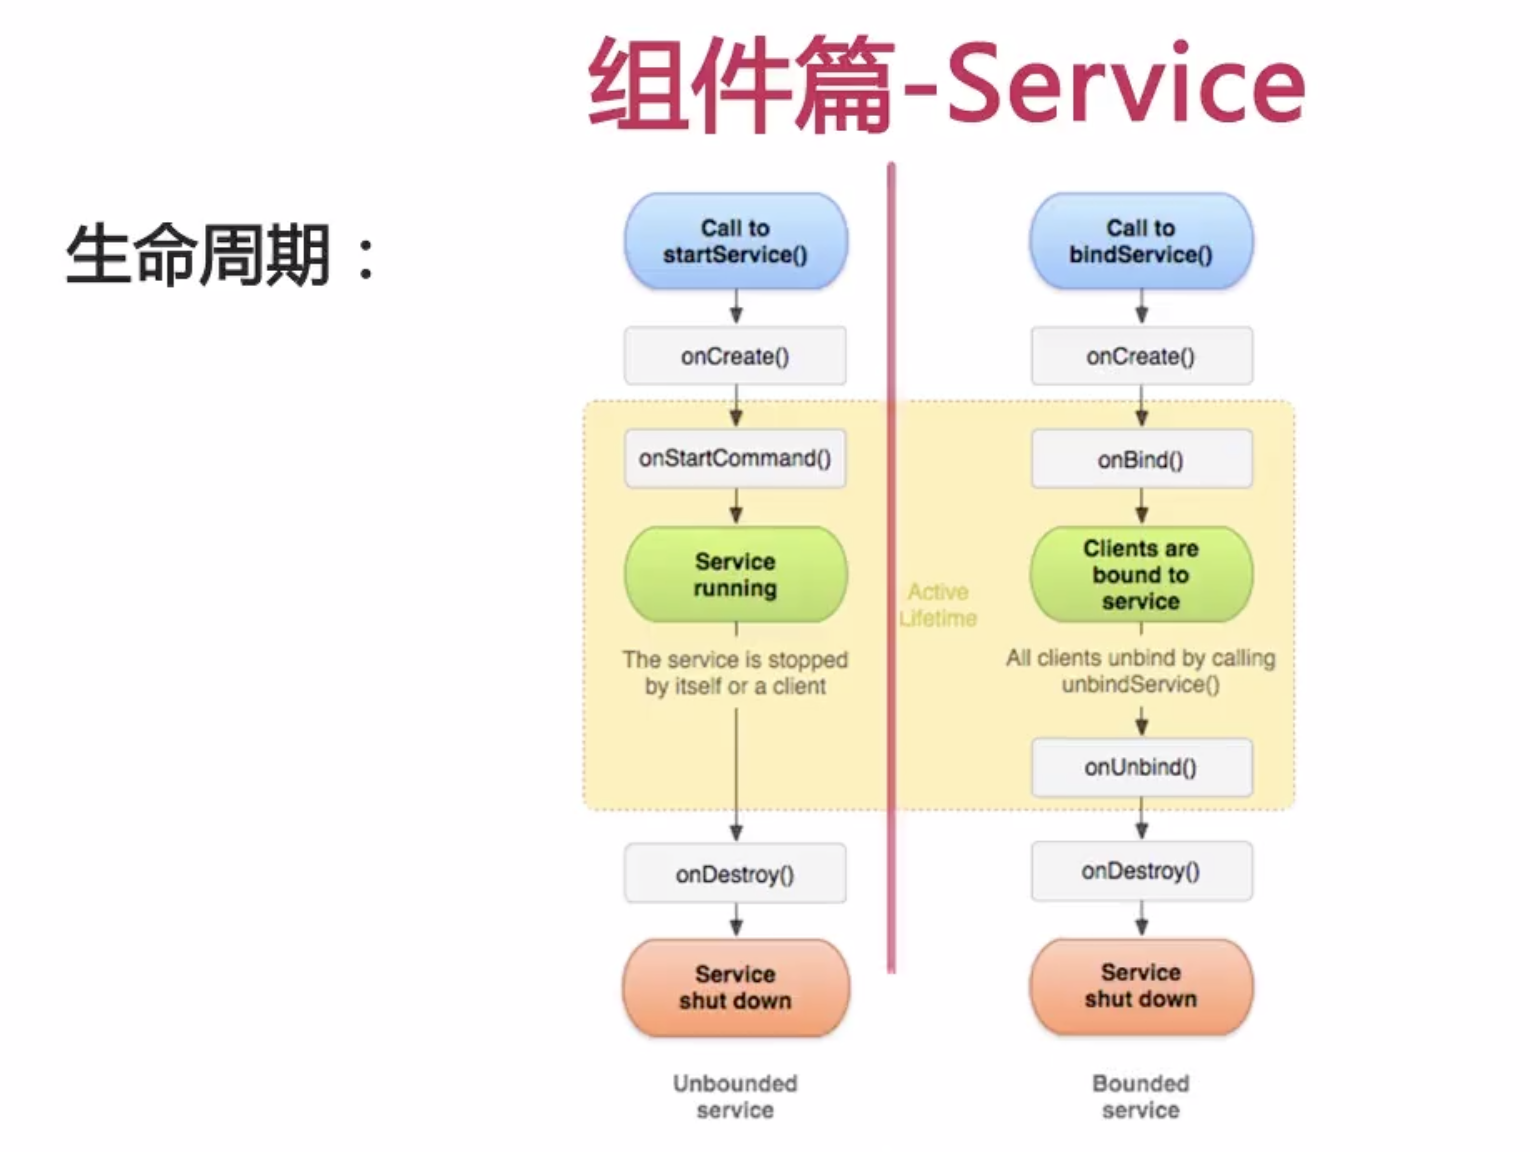 组件篇-Service
生命周期：
Call to
startService()
onCreate()
onStartCommand()
Service
running
The service is stopped
by itself or a client
onDestroy()
Service
shut down
Unbounded
service
Active
Lifetime
Call to
bindService()
onCreate()
onBind()
Clients are
bound to
service
All clients unbind by calling
unbindService()
onUnbind()
onDestroy()
Service
shut down
Bounded
service